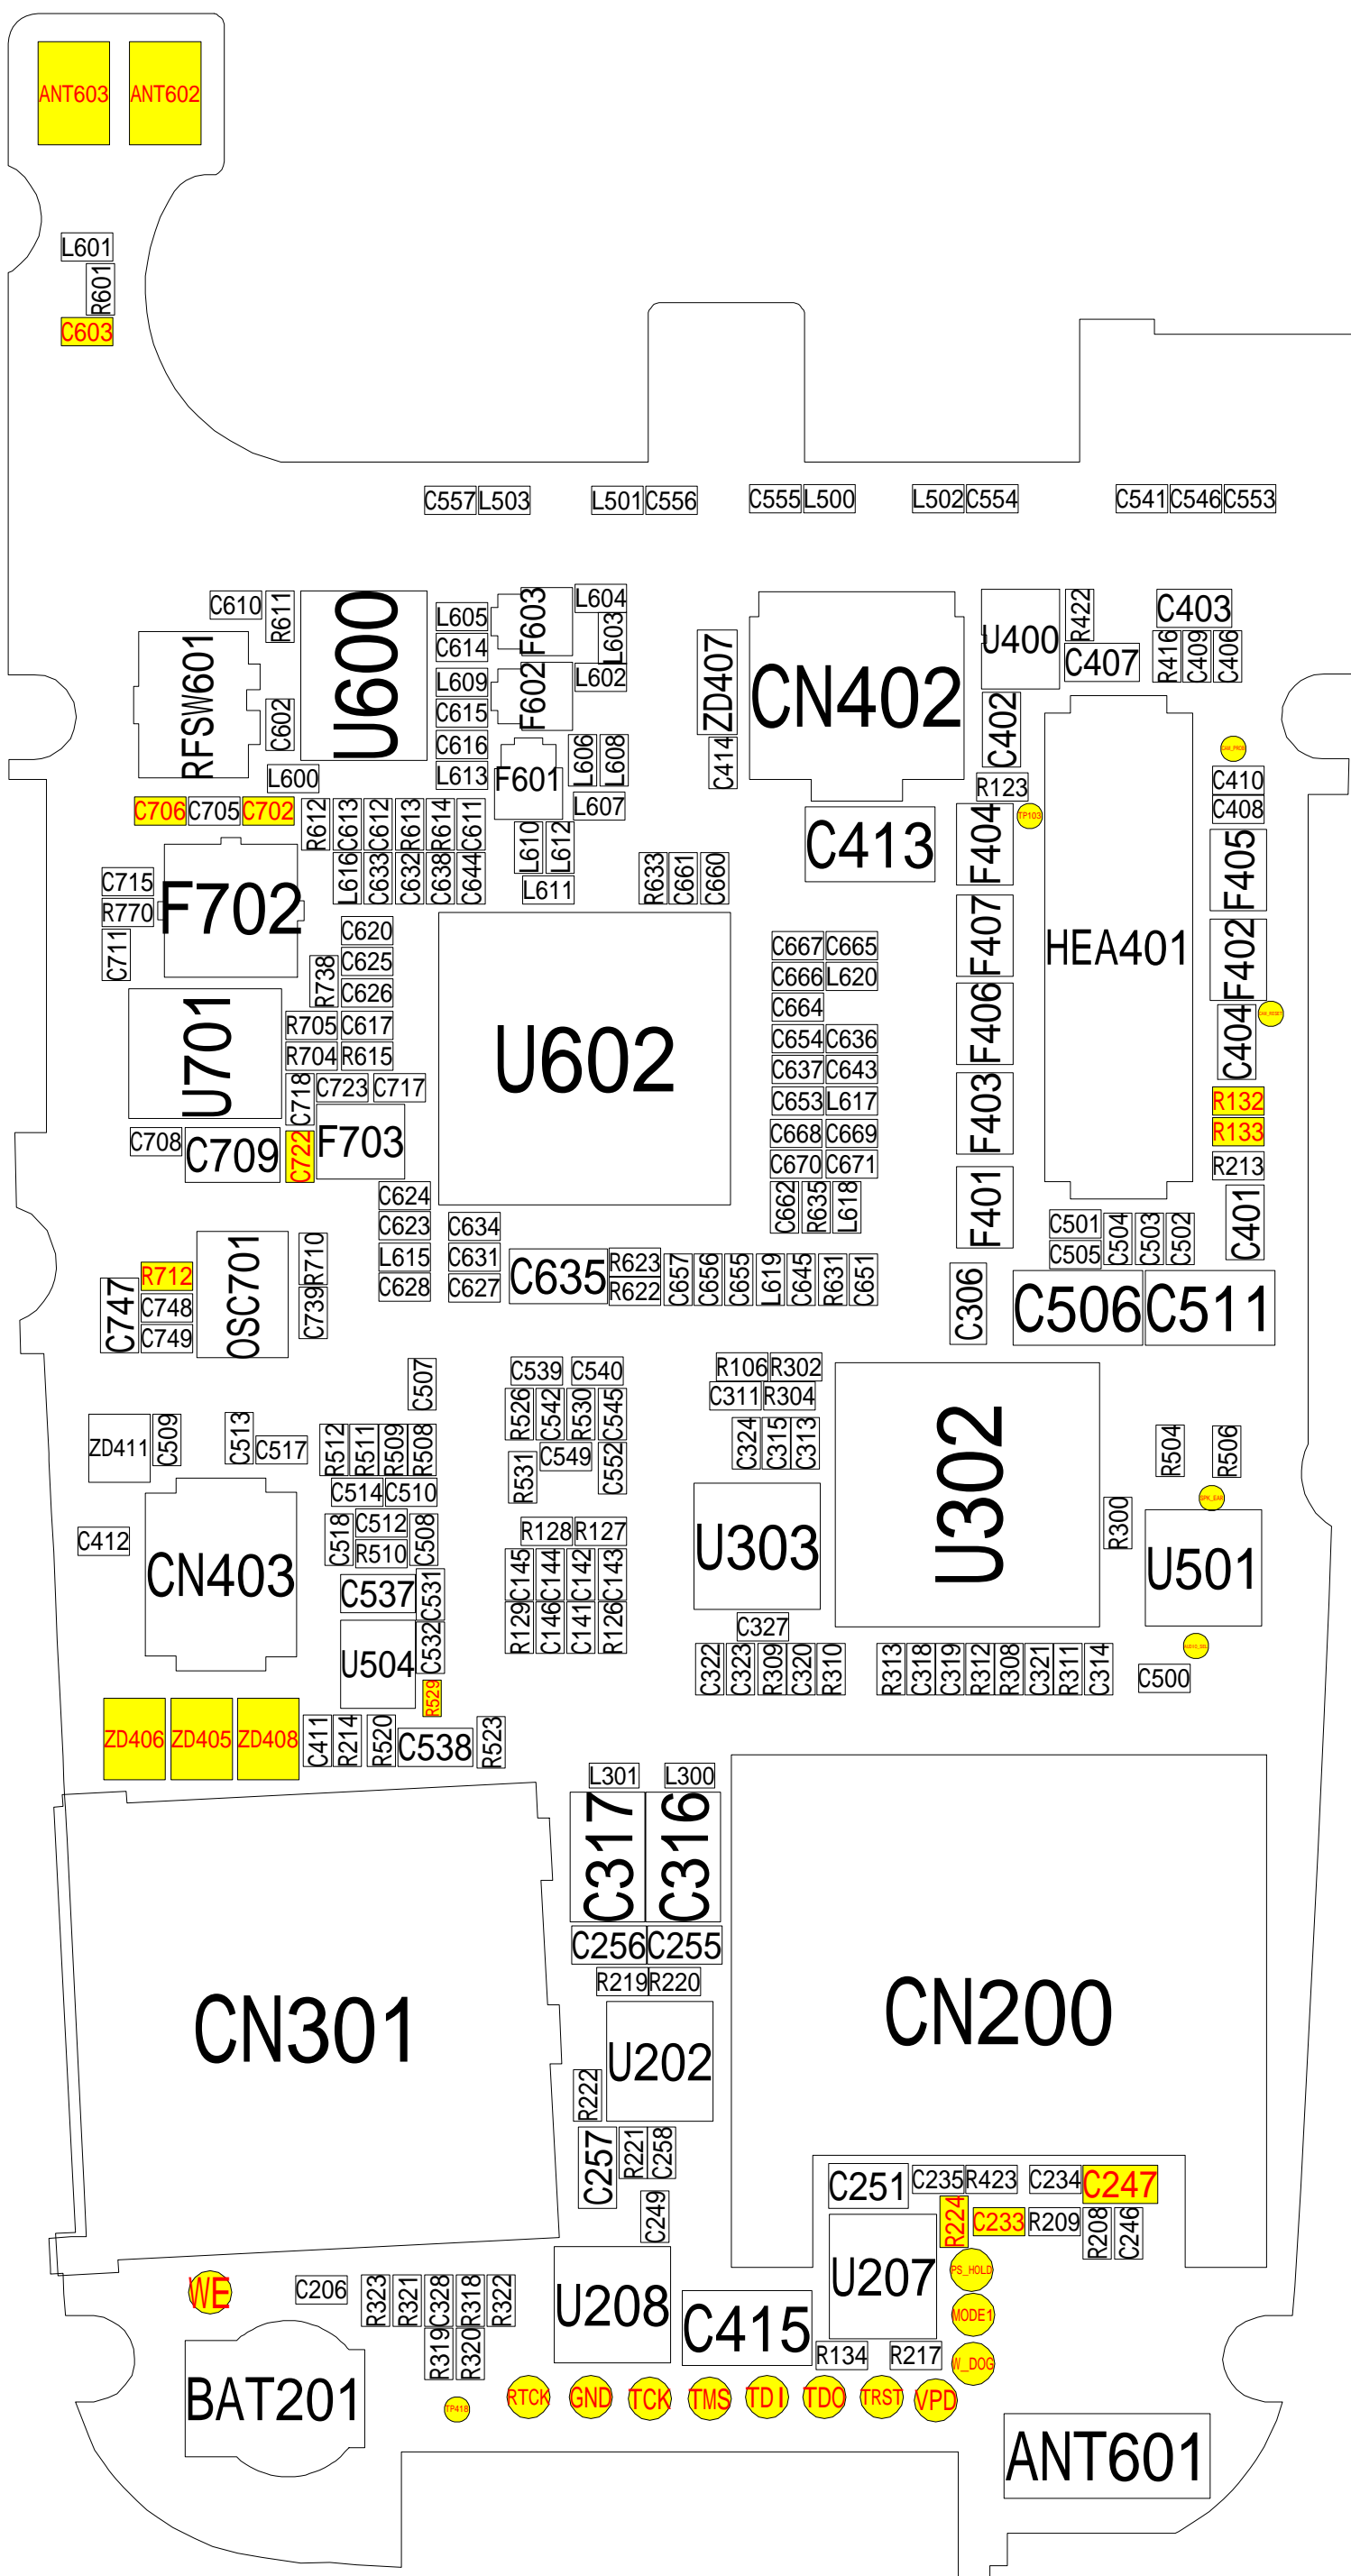 ANT603 ANT602
L601
R601
C603
C557 L503 L501 C556 C555 L500 L502 C554 C541 C546 C553
C610 R611 U600 L605 F603 L604 L603 CN402 U400 R422 C403
C614 ZD407 C407 R416 C409 C406
RFSW601 C602 L609 F602 L602 C402
C615
C616 F601 L606 L608 C414
L600 L613 R123 C410
C706 C705 C702 L607 C408
R612 C613 C612 R613 R614 C611 L610 L612 C413 F404 TP103 F405
L616 C633 C632 C638 C644 L611 R633 C661 C660
C715 F702
R770 C620 F407 HEA401 F402
C711 C625 C667 C665
R738 C626 C666 L620
U701 R705 C617 U602 C664 F406 C404
R704 R615 C654 C636
C718 C723 C717 C637 C643
C653 L617 F403 R132
C708 C709 C722 F703 C668 C669 R133
C670 C671 R213
C624 C662 R635 L618 F401 C401
C623 C634 C501 C504 C503 C502
L615 C631 C635 R623 C505
C628 C627 R622 C657 C656 C655 L619 C645 R631 C651
R712 OSC701 R710 C306 C506 C511
C747 C748 C739
C749
C507 C539 C540 R106 R302 U302
R526 C542 R530 C545 C311 R304
ZD411 C509 C513 C517 R512 R511 R509 R508 C549 C552 C324 C315 C313 R504 R506
R531
C514 C510 SPK_EAR
C412 CN403 C518 C512 C508 R128 R127 U303 R300 U501
R510 C145 C144 C142 C143
C537 C531
R129 C146 C141 R126 C327
U504 C532 C322 C323 R309 C320 R310 R313 C318 C319 R312 R308 C321 R311 C314 C500
R529
ZD406 ZD405 ZD408 C411 R214 R520 C538 R523
L301 L300
C317 C316
C256 C255
R219 R220
CN301 U202 CN200
R222
C257 R221 C258
C251 C235 R423 C234 C247
C249 R224 C233 R209 R208 C246
WE C206 R323 R321 C328 R318 R322 U208 U207 PS_HOLD
C415 MODE1
R319 R320 R134 R217 W_DOG
BAT201 TP418 RTCK GND TCK TMS TDI TDO TRST VPD
ANT601